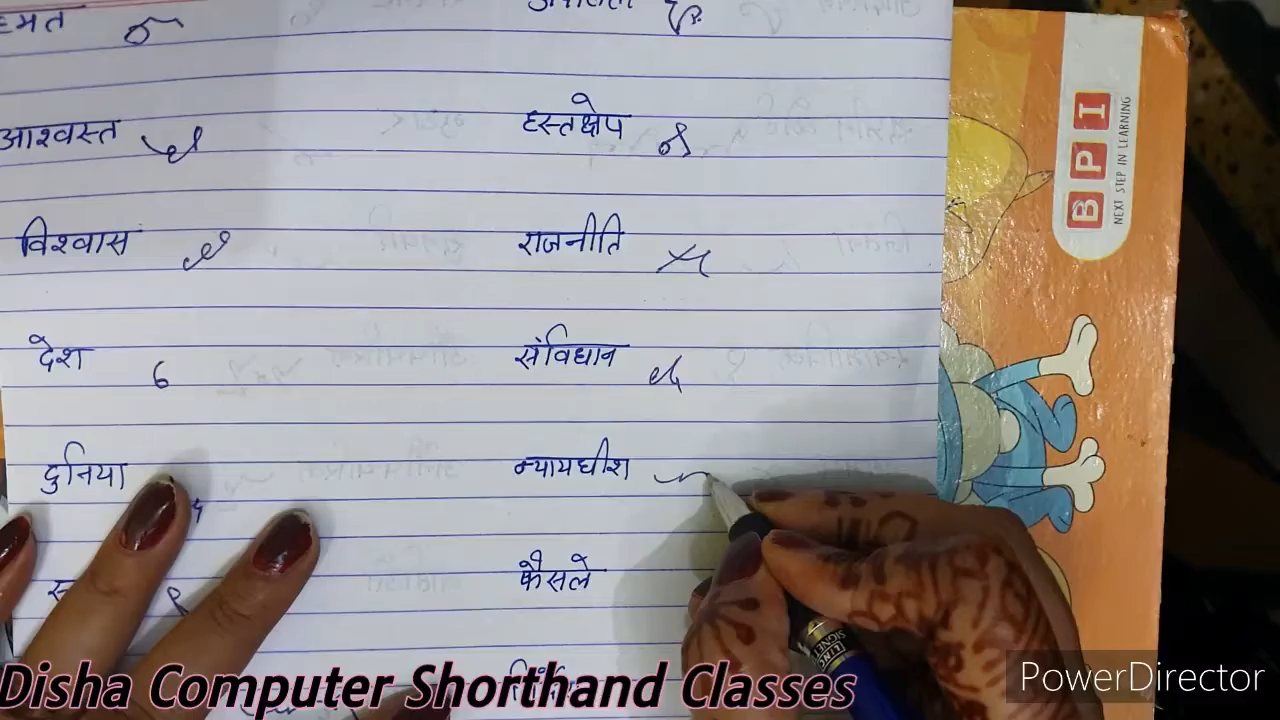 आश्वस्त हस्तक्षेप
विश्वास राजनीति
देश संविधान
दुनिया न्यायधीश
फैसले
BPI
NEXT STEP IN LEARNING
Disha Computer Shorthand Classes
PowerDirector